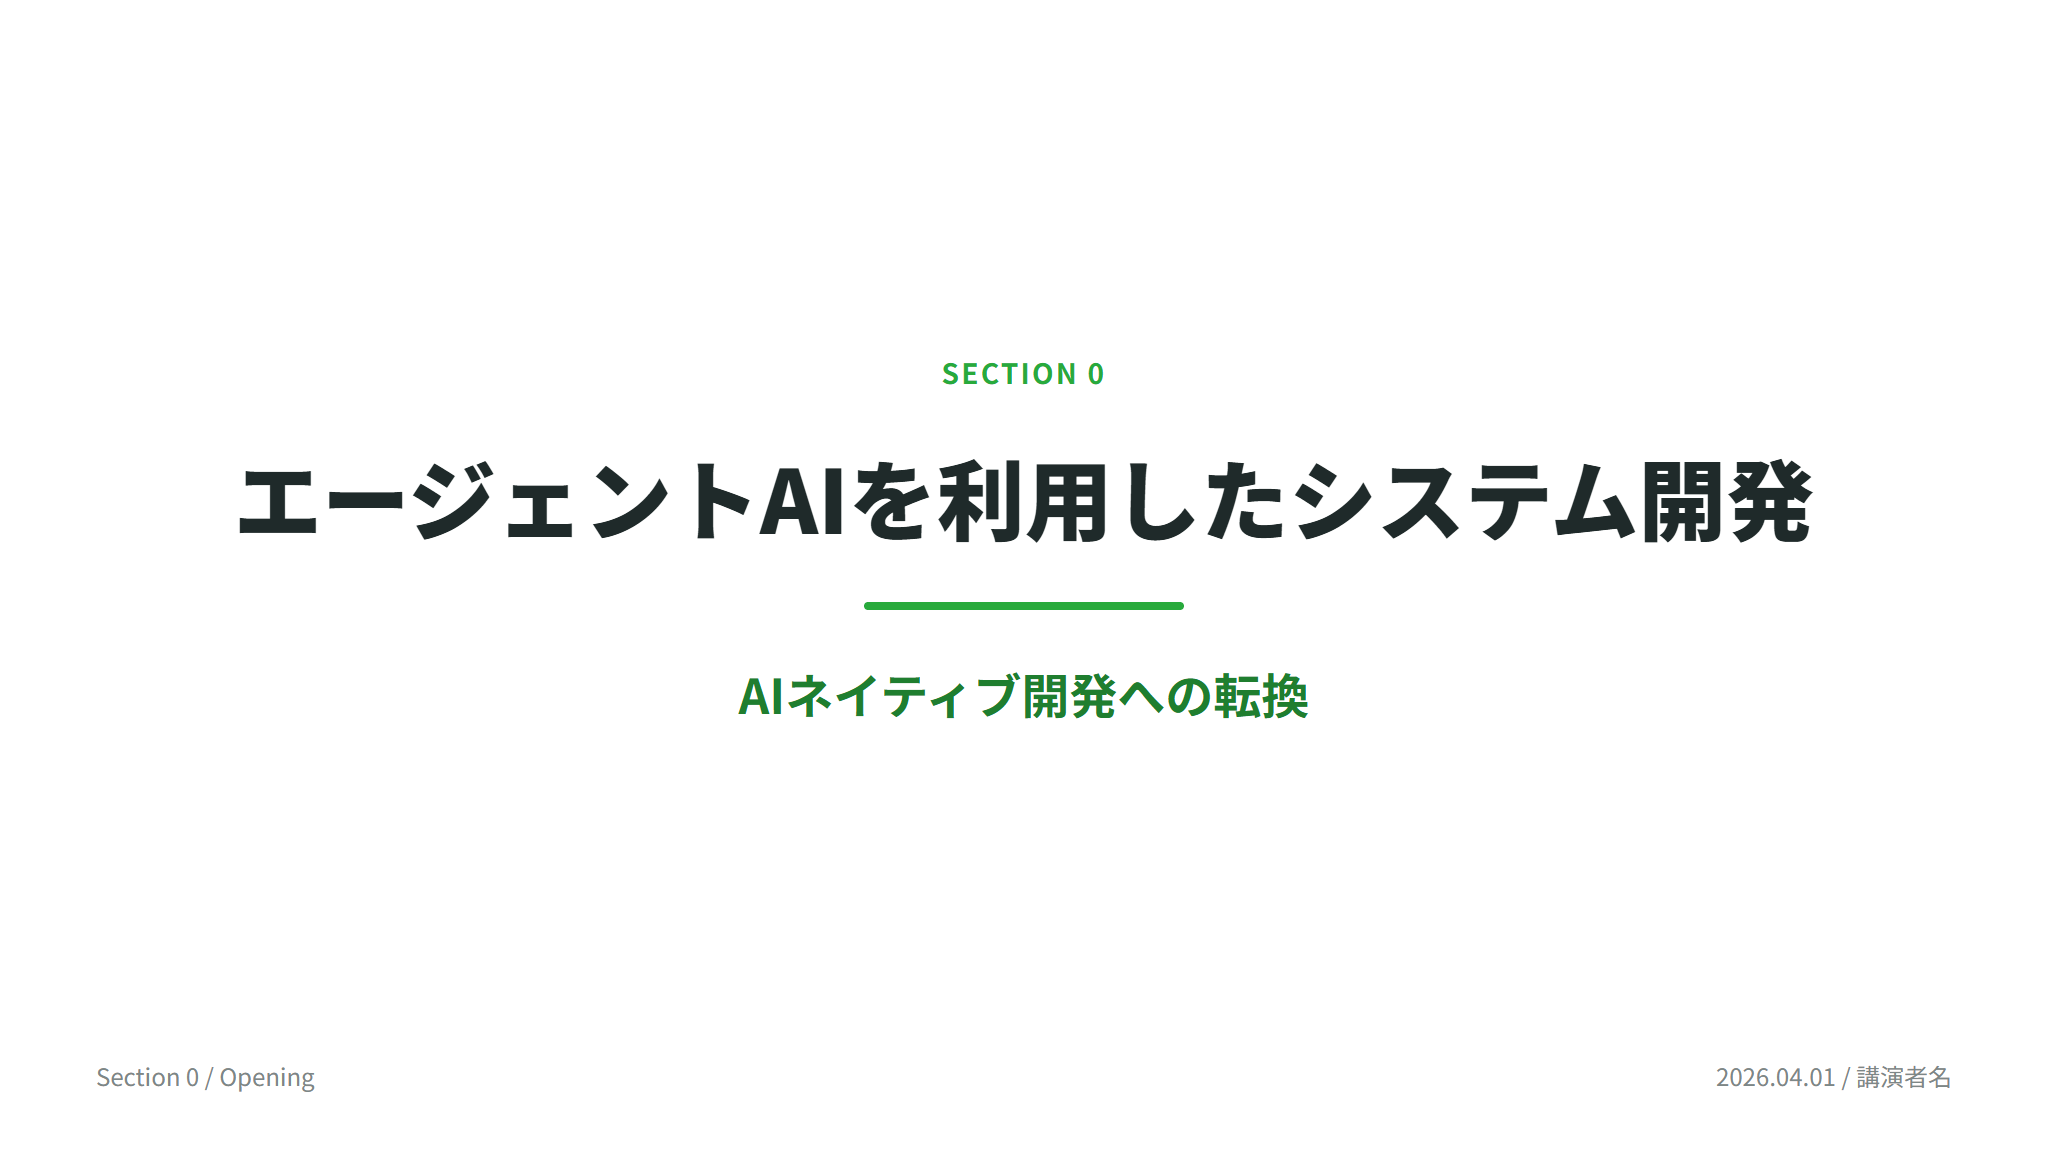 SECTION 0
エージェントAIを利用したシステム開発
AIネイティブ開発への転換
Section 0 / Opening
2026.04.01 / 講演者名